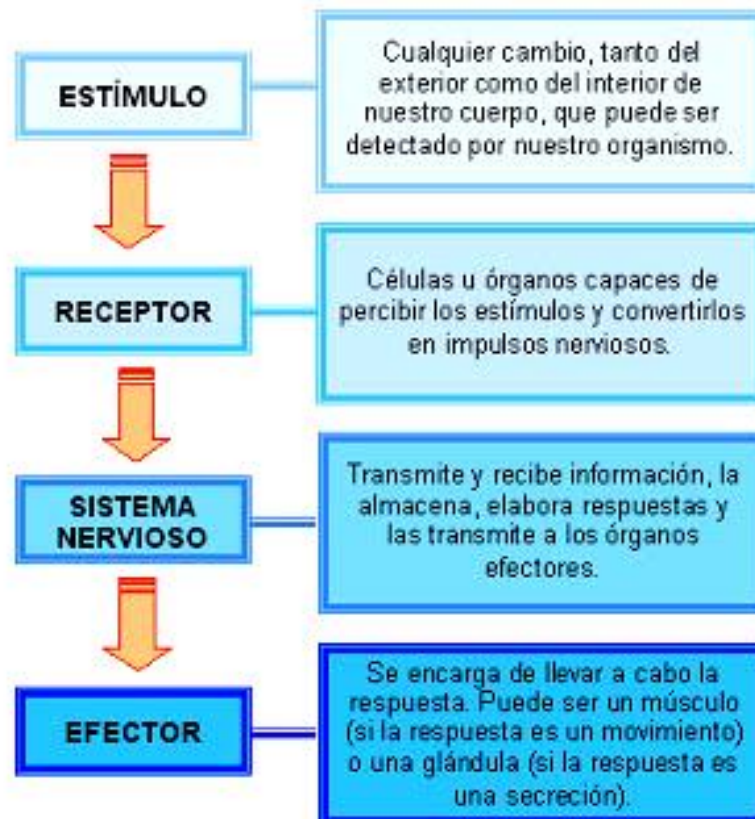 ESTÍMULO
Cualquier cambio, tanto del
exterior como del interior de
nuestro cuerpo, que puede ser
detectado por nuestro organismo.
RECEPTOR
Células u órganos capaces de
percibir los estímulos y convertirlos
en impulsos nerviosos.
SISTEMA
NERVIOSO
Transmite y recibe información, la
almacena, elabora respuestas y
las transmite a los órganos
efectores.
EFECTOR
Se encarga de llevar a cabo la
respuesta. Puede ser un músculo
(si la respuesta es un movimiento)
o una glándula (si la respuesta es
una secreción).